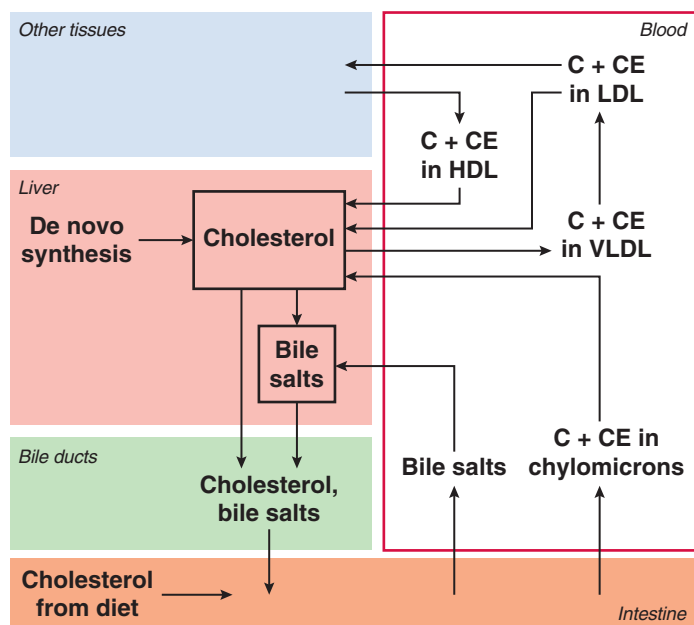 Other tissues
Blood
C + CE
in LDL
C + CE
in HDL
Liver
De novo
synthesis
Cholesterol
C + CE
in VLDL
Bile
salts
Bile ducts
Cholesterol,
bile salts
Bile salts
C + CE in
chylomicrons
Cholesterol
from diet
Intestine